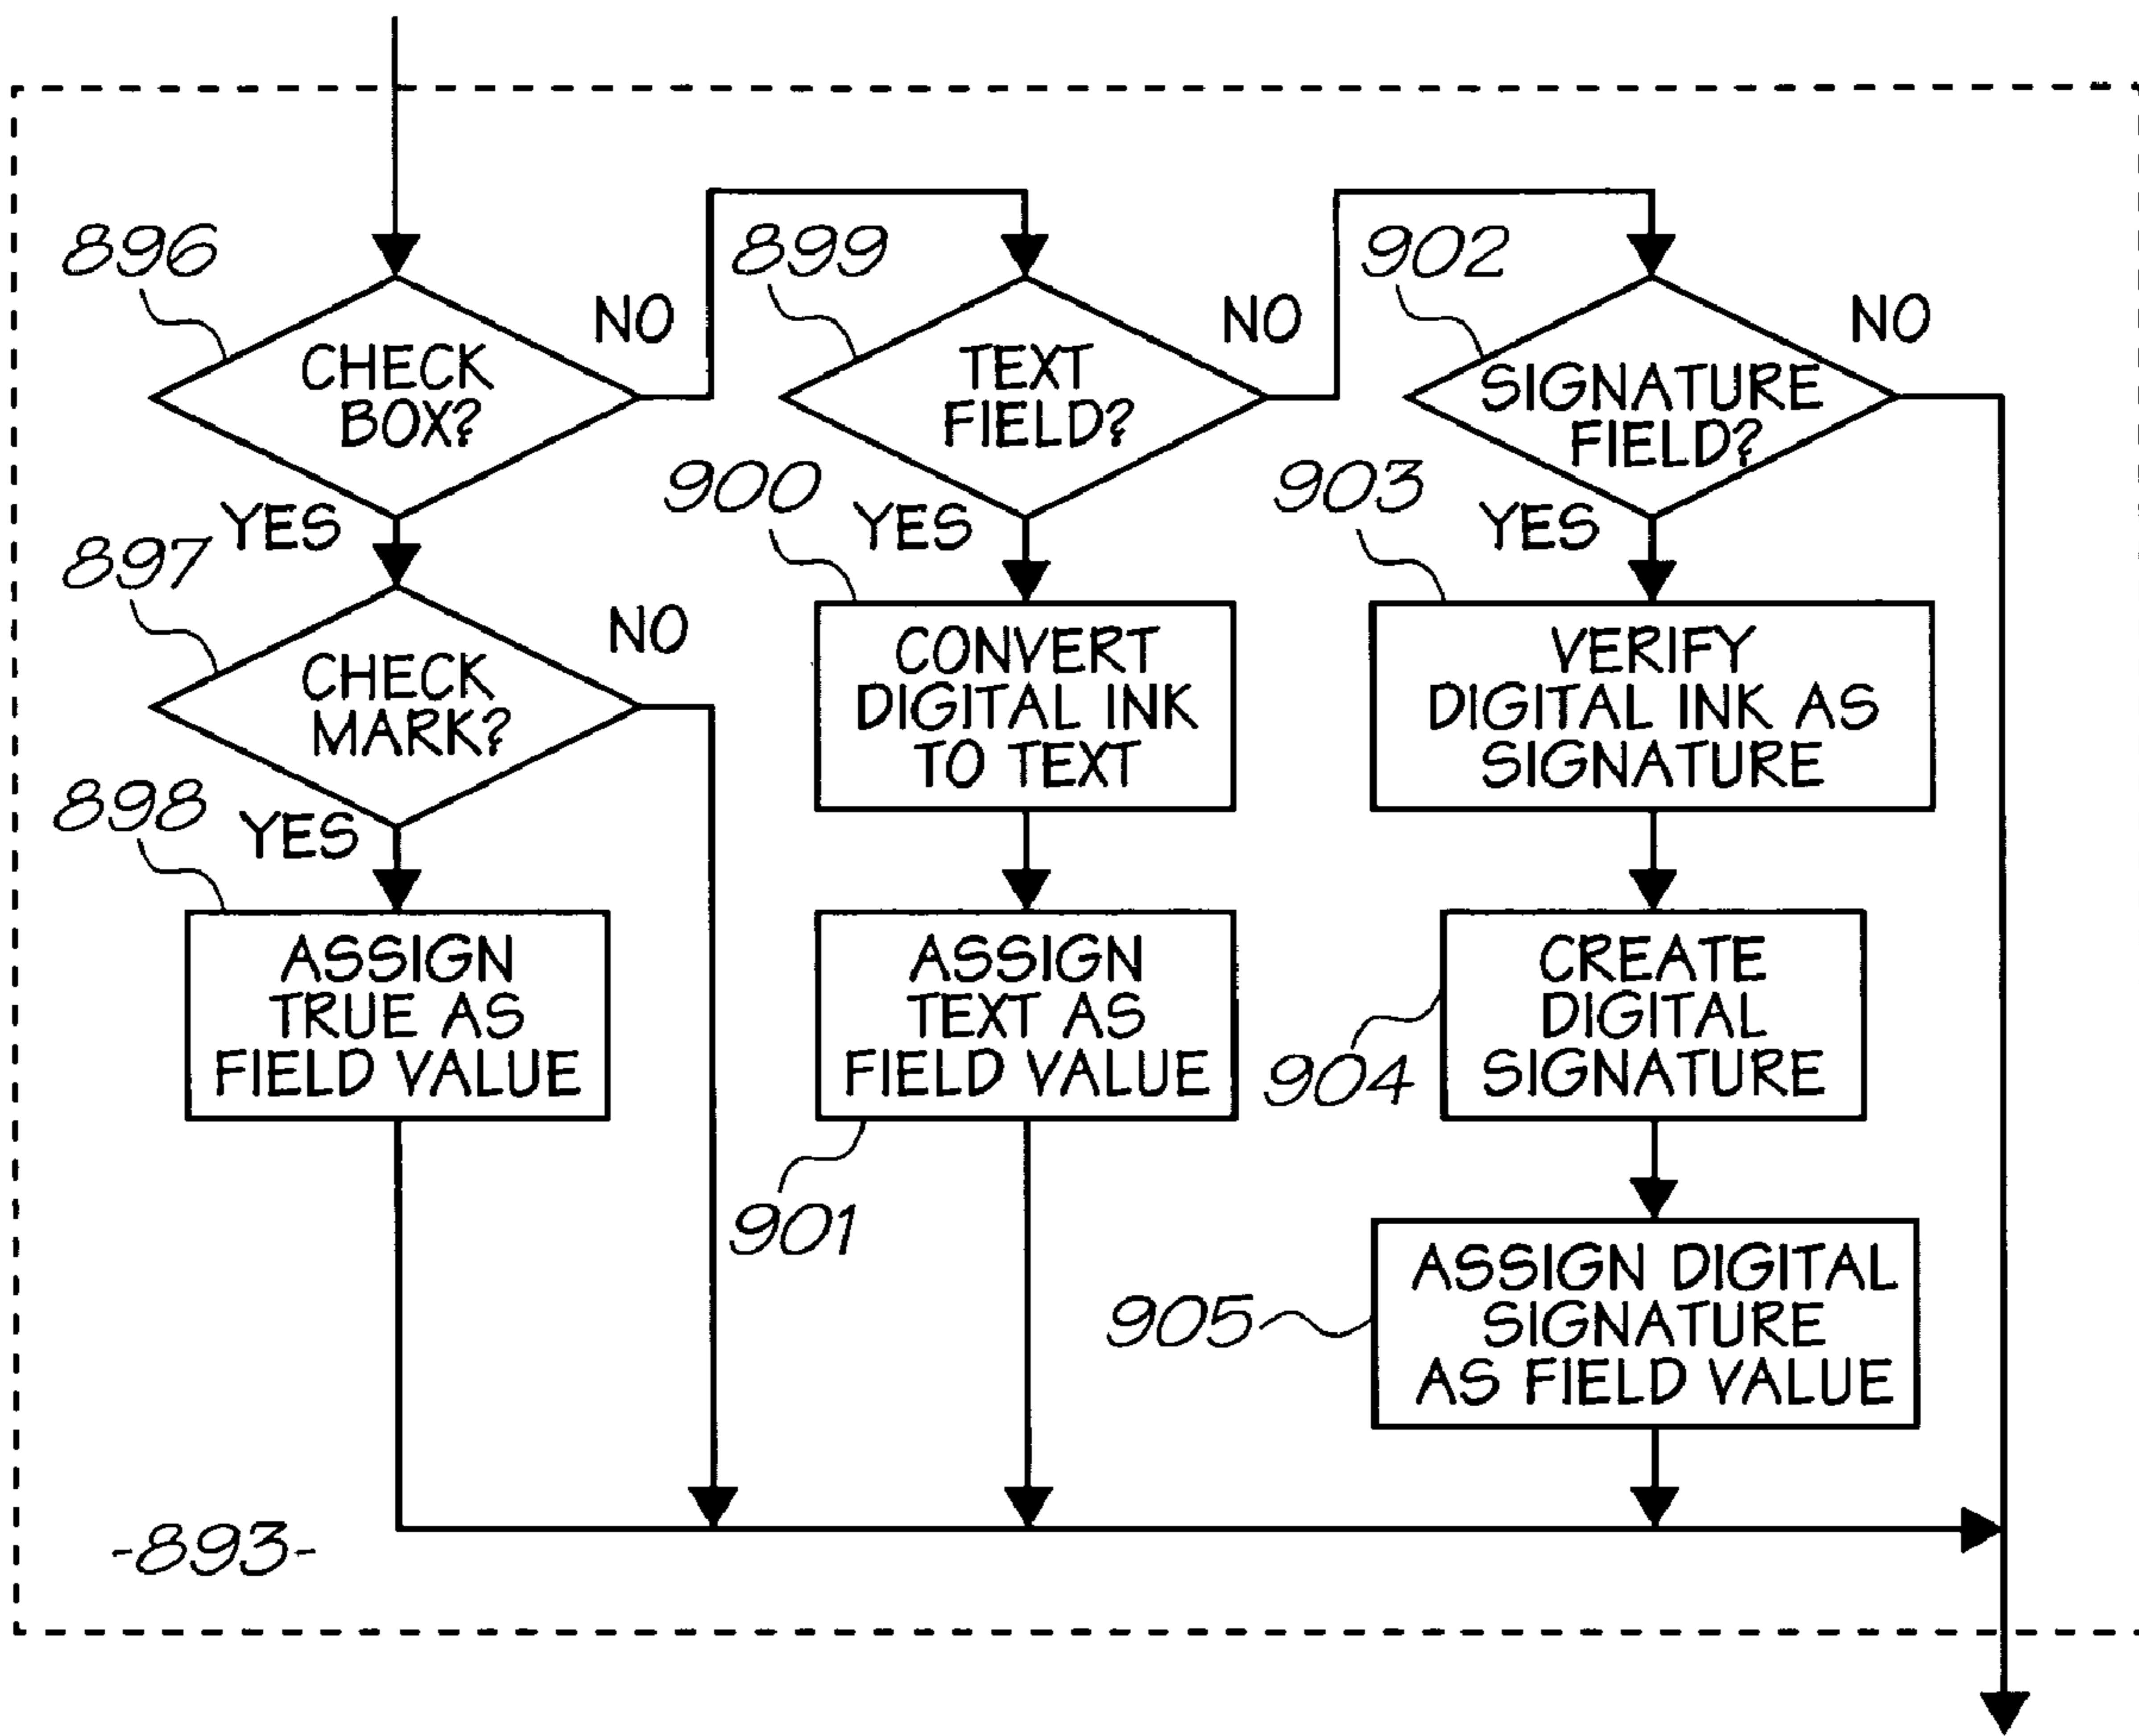 896
CHECK
BOX?
NO
YES
897
CHECK
MARK?
NO
YES
898
ASSIGN
TRUE AS
FIELD VALUE
899
TEXT
FIELD?
NO
YES
900
CONVERT
DIGITAL INK
TO TEXT
ASSIGN
TEXT AS
FIELD VALUE
901
902
SIGNATURE
FIELD?
NO
YES
903
VERIFY
DIGITAL INK AS
SIGNATURE
CREATE
DIGITAL
SIGNATURE
904
ASSIGN DIGITAL
SIGNATURE
AS FIELD VALUE
905
-893-